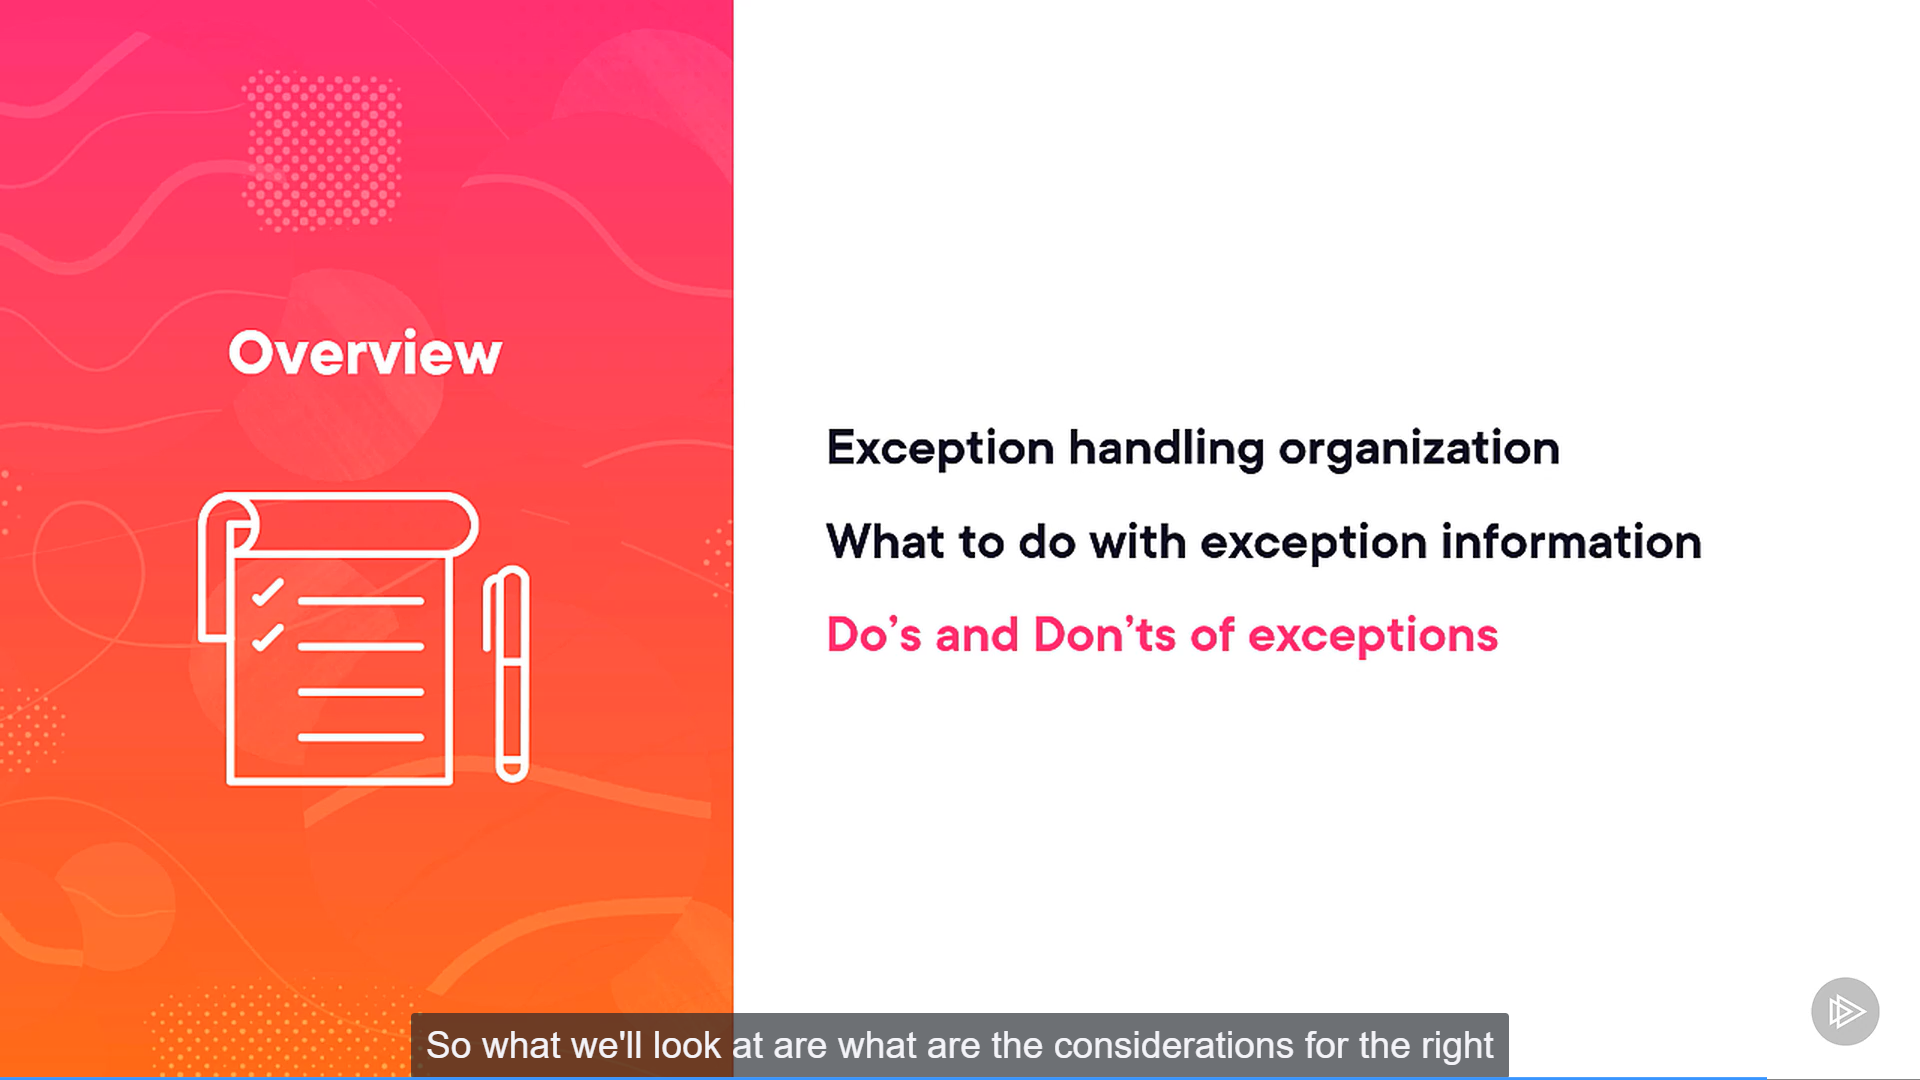 Overview
Exception handling organization
What to do with exception information
Do’s and Don’ts of exceptions
So what we'll look at are what are the considerations for the right